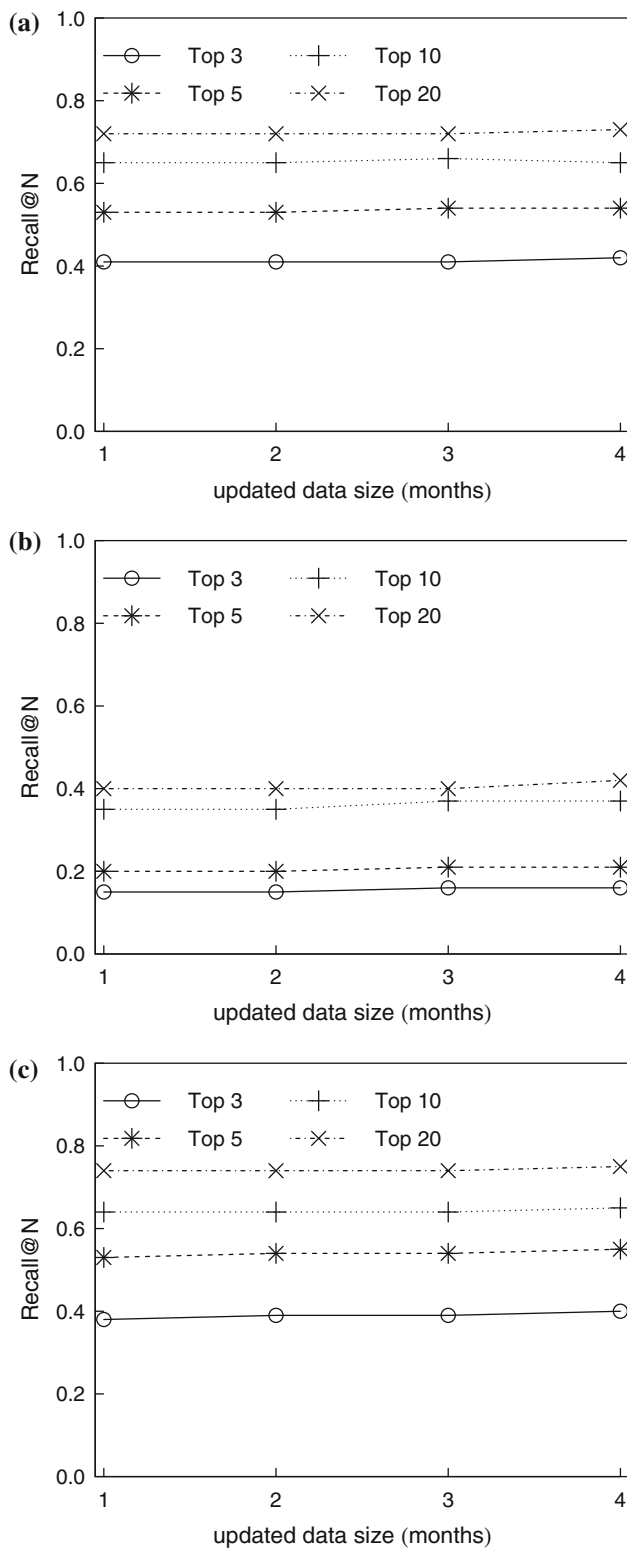 (a)
1.0
Top 3 Top 10
0.8
Top 5 Top 20
0.6
Recall@N
0.4
0.2
0.0
1 2 3 4
updated data size (months)
(b)
1.0
Top 3 Top 10
0.8
Top 5 Top 20
0.6
Recall@N
0.4
0.2
0.0
1 2 3 4
updated data size (months)
(c)
1.0
Top 3 Top 10
0.8
Top 5 Top 20
0.6
Recall@N
0.4
0.2
0.0
1 2 3 4
updated data size (months)